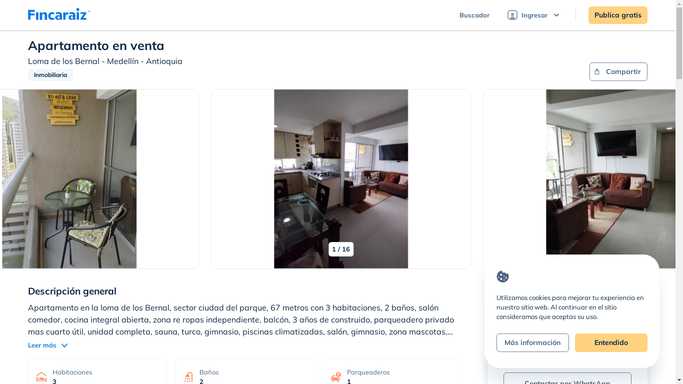 Fincaraiz
Buscador
Ingresar
Publica gratis
Apartamento en venta
Loma de los Bernal - Medellín - Antioquia
Inmobiliaria
Compartir
1 / 16
Descripción general
Apartamento en la loma de los Bernal, sector ciudad del parque, 67 metros con 3 habitaciones, 2 baños, salón
comedor, cocina integral abierta, zona re ropas independiente, balcón, 3 años de construido, parqueadero privado
mas cuarto útil, unidad completa, sauna, turco, gimnasio, piscinas climatizadas, salón, gimnasio, zona mascotas,...
Leer más
Habitaciones
3
Baños
2
Parqueaderos
1
Utilizamos cookies para mejorar tu experiencia en
nuestro sitio web. Al continuar en el sitio
consideramos que aceptas su uso.
Más información
Entendido
Contactar por WhatsApp